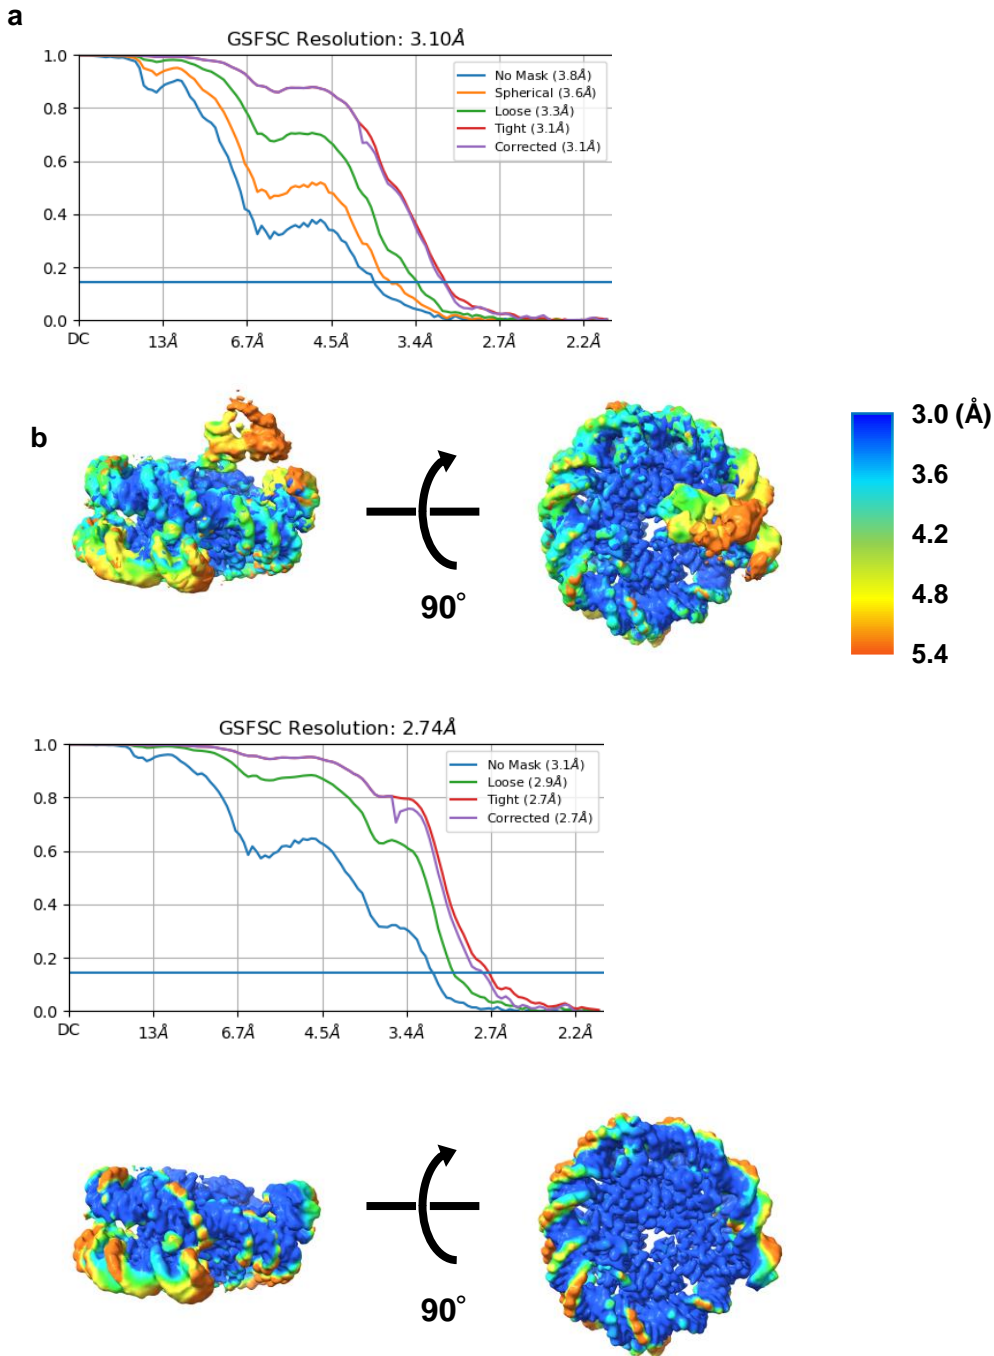 a
GSFSC Resolution: 3.10Å
1.0
0.8
0.6
0.4
0.2
0.0
No Mask (3.8Å)
Spherical (3.6Å)
Loose (3.3Å)
Tight (3.1Å)
Corrected (3.1Å)
DC 13Å 6.7Å 4.5Å 3.4Å 2.7Å 2.2Å
b
90°
3.0 (Å)
3.6
4.2
4.8
5.4
GSFSC Resolution: 2.74Å
1.0
0.8
0.6
0.4
0.2
0.0
No Mask (3.1Å)
Loose (2.9Å)
Tight (2.7Å)
Corrected (2.7Å)
DC 13Å 6.7Å 4.5Å 3.4Å 2.7Å 2.2Å
90°